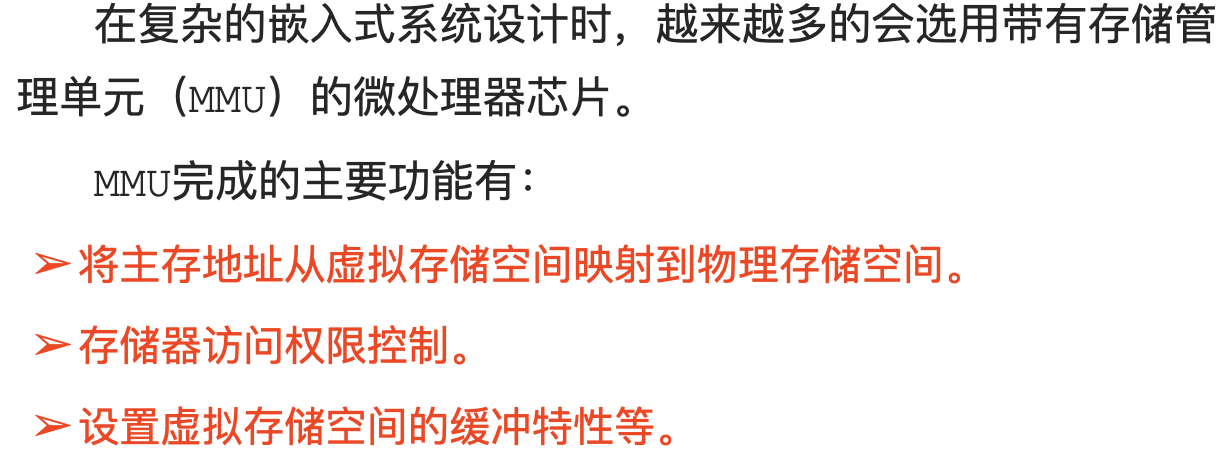 在复杂的嵌入式系统设计时，越来越多的会选用带有存储管
理单元（MMU）的微处理器芯片。
MMU完成的主要功能有：
➢将主存地址从虚拟存储空间映射到物理存储空间。
➢存储器访问权限控制。
➢设置虚拟存储空间的缓冲特性等。